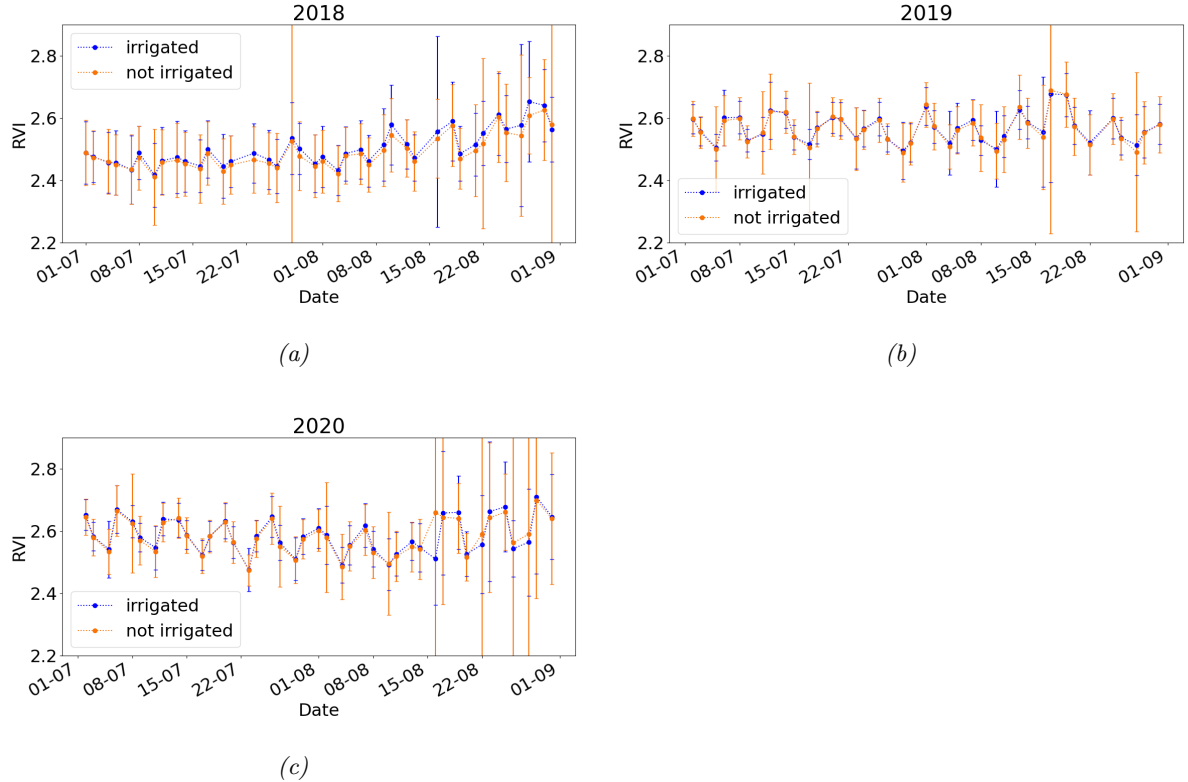 2018
RVI
2.8
2.6
2.4
2.2
irrigated
not irrigated
01-07
08-07
15-07
22-07
01-08
08-08
15-08
22-08
01-09
Date
(a)
2019
RVI
2.8
2.6
2.4
2.2
irrigated
not irrigated
01-07
08-07
15-07
22-07
01-08
08-08
15-08
22-08
01-09
Date
(b)
2020
RVI
2.8
2.6
2.4
2.2
irrigated
not irrigated
01-07
08-07
15-07
22-07
01-08
08-08
15-08
22-08
01-09
Date
(c)